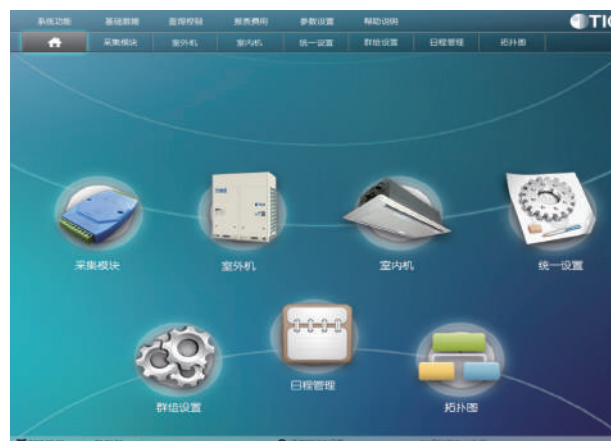 系统功能 基础数据 查询控制 报表费用 参数设置 帮助说明 TIC
采集模块 室外机 室内机 统一设置 群组设置 日程管理 拓扑图
采集模块 室外机 室内机 统一设置
群组设置 日程管理 拓扑图